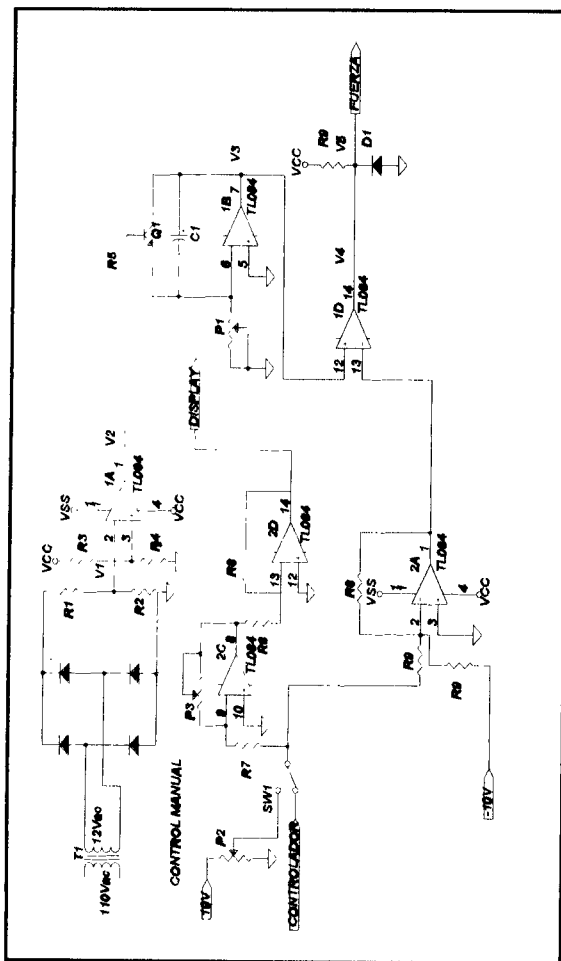 T1
110Vac
12Vac
R1
R2
V1
VCC
R3
R4
VSS
1
2
3
1A
1
TL084
4
VCC
V2
DISPLAY
R5
Q1
C1
P1
6
5
1B
7
TL084
V3
CONTROL MANUAL
P3
9
10
2C
8
TL084
R7
R6
R6
13
12
2D
14
TL084
10V
P2
SW1
CONTROLADOR
R9
R9
-10V
R6
VSS
1
2
3
2A
1
TL084
4
VCC
12
13
1D
14
TL084
V4
VCC
R9
V5
D1
FUERZA